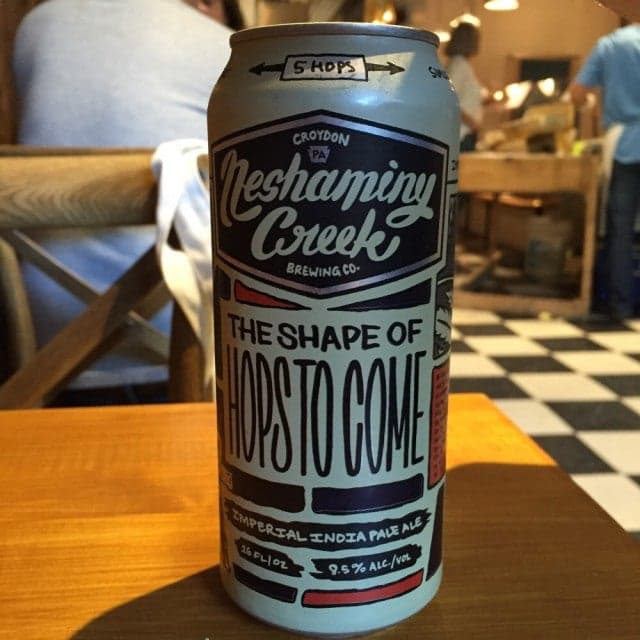 5 HOPS
CROYDON
PA
Neshaminy
Creek
BREWING CO.
THE SHAPE OF
HOPS TO COME
IMPERIAL INDIA PALE ALE
16 FL/OZ 9.5% ALC./VOL